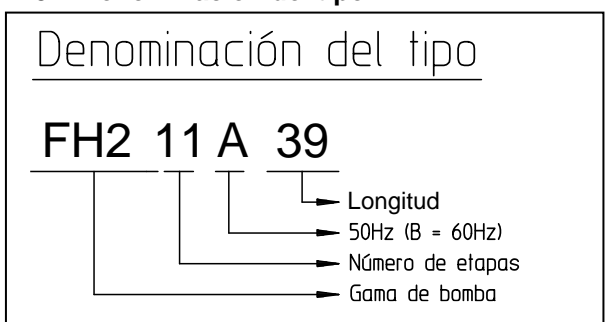 Denominación del tipo
FH2 11 A 39
Longitud
50Hz (B = 60Hz)
Número de etapas
Gama de bomba